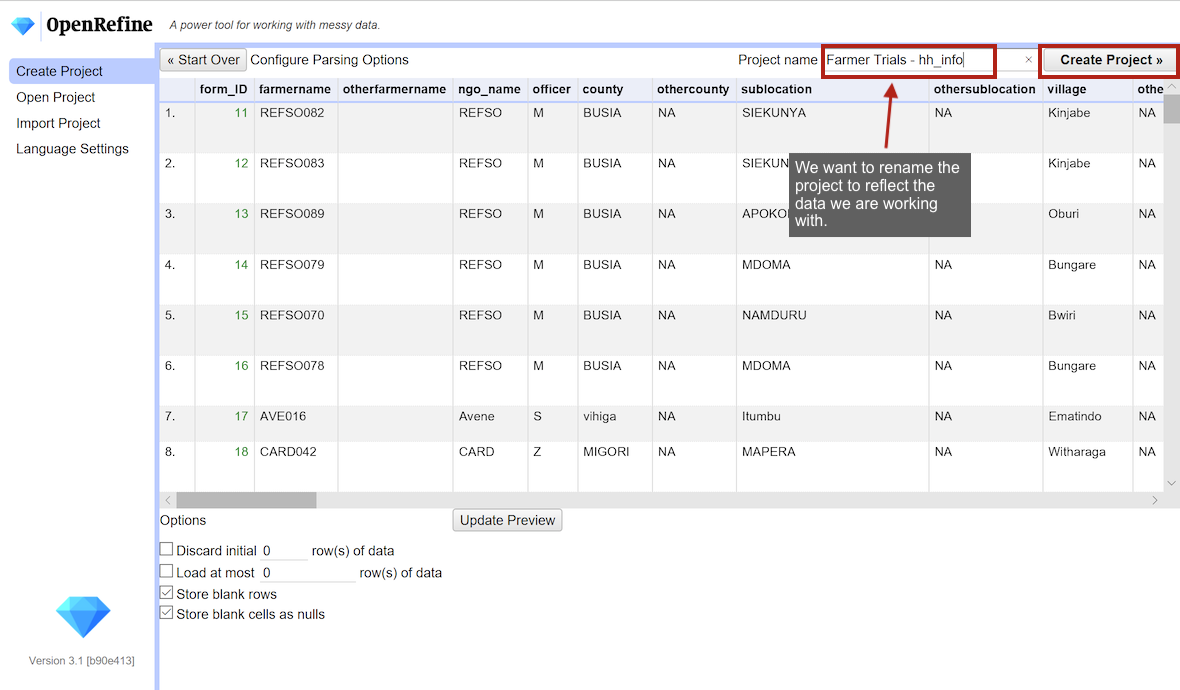 OpenRefine A power tool for working with messy data.
Create Project
Open Project
Import Project
Language Settings
« Start Over Configure Parsing Options Project name Farmer Trials - hh_info × Create Project »
form_ID farmername otherfarmername ngo_name officer county othercounty sublocation othersublocation village othe
1. 11 REFSO082 REFSO M BUSIA NA SIEKUNYA NA Kinjabe NA
2. 12 REFSO083 REFSO M BUSIA NA SIEKUN Kinjabe NA
3. 13 REFSO089 REFSO M BUSIA NA APOKO Oburi NA
4. 14 REFSO079 REFSO M BUSIA NA MDOMA NA Bungare NA
5. 15 REFSO070 REFSO M BUSIA NA NAMDURU NA Bwiri NA
6. 16 REFSO078 REFSO M BUSIA NA MDOMA NA Bungare NA
7. 17 AVE016 Avene S vihiga NA Itumbu NA Ematindo NA
8. 18 CARD042 CARD Z MIGORI NA MAPERA NA Witharaga NA
We want to rename the
project to reflect the
data we are working
with.
Options Update Preview
Discard initial 0 row(s) of data
Load at most 0 row(s) of data
Store blank rows
Store blank cells as nulls
Version 3.1 [b90e413]